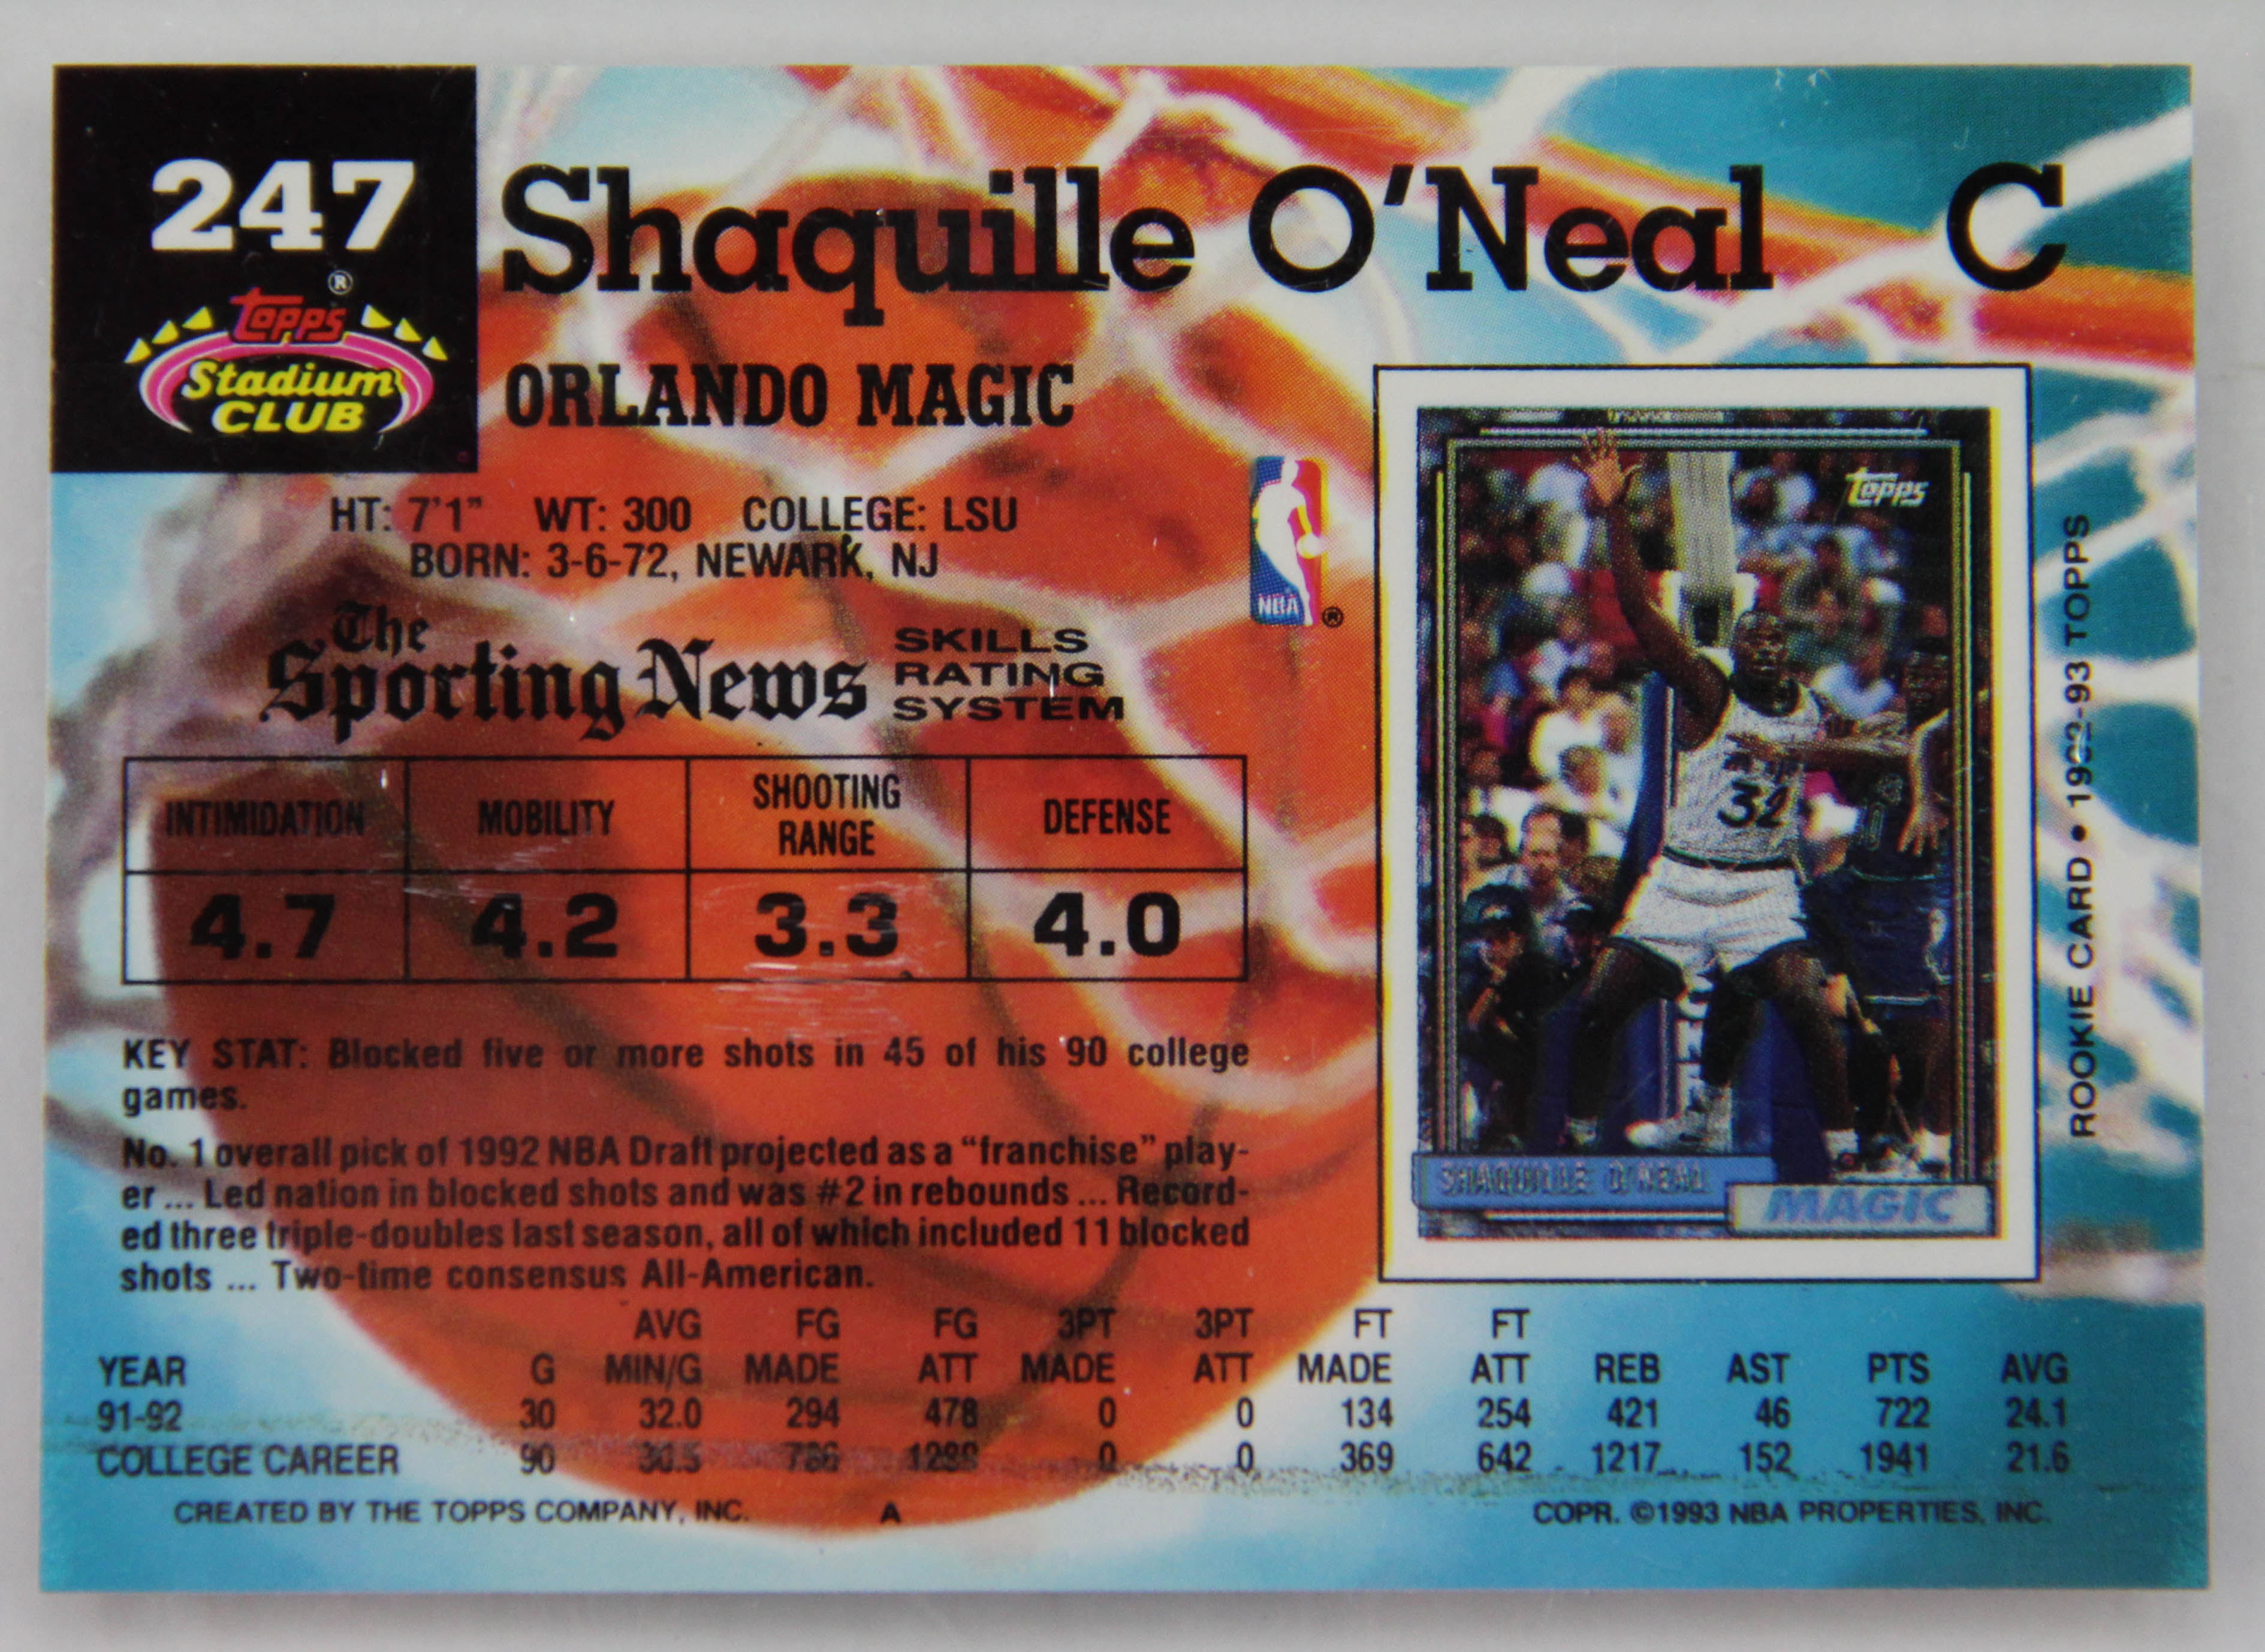 247
Shaquille O'Neal C
®
Topps
Stadium
CLUB
ORLANDO MAGIC
HT: 7'1" WT: 300 COLLEGE: LSU
BORN: 3-6-72, NEWARK, NJ
The
Sporting News
SKILLS
RATING
SYSTEM
NBA
®
INTIMIDATION MOBILITY SHOOTING RANGE DEFENSE
4.7 4.2 3.3 4.0
KEY STAT: Blocked five or more shots in 45 of his 90 college
games.
No. 1 overall pick of 1992 NBA Draft projected as a “franchise” play-
er ... Led nation in blocked shots and was #2 in rebounds ... Record-
ed three triple-doubles last season, all of which included 11 blocked
shots ... Two-time consensus All-American.
Topps
32
SHAQUILLE O'NEAL
MAGIC
ROOKIE CARD • 1992-93 TOPPS
AVG FG FG 3PT 3PT FT FT
YEAR G MIN/G MADE ATT MADE ATT MADE ATT REB AST PTS AVG
91-92 30 32.0 294 478 0 0 134 254 421 46 722 24.1
COLLEGE CAREER 90 30.5 786 1289 0 0 369 642 1217 152 1941 21.6
CREATED BY THE TOPPS COMPANY, INC. A COPR. ©1993 NBA PROPERTIES, INC.